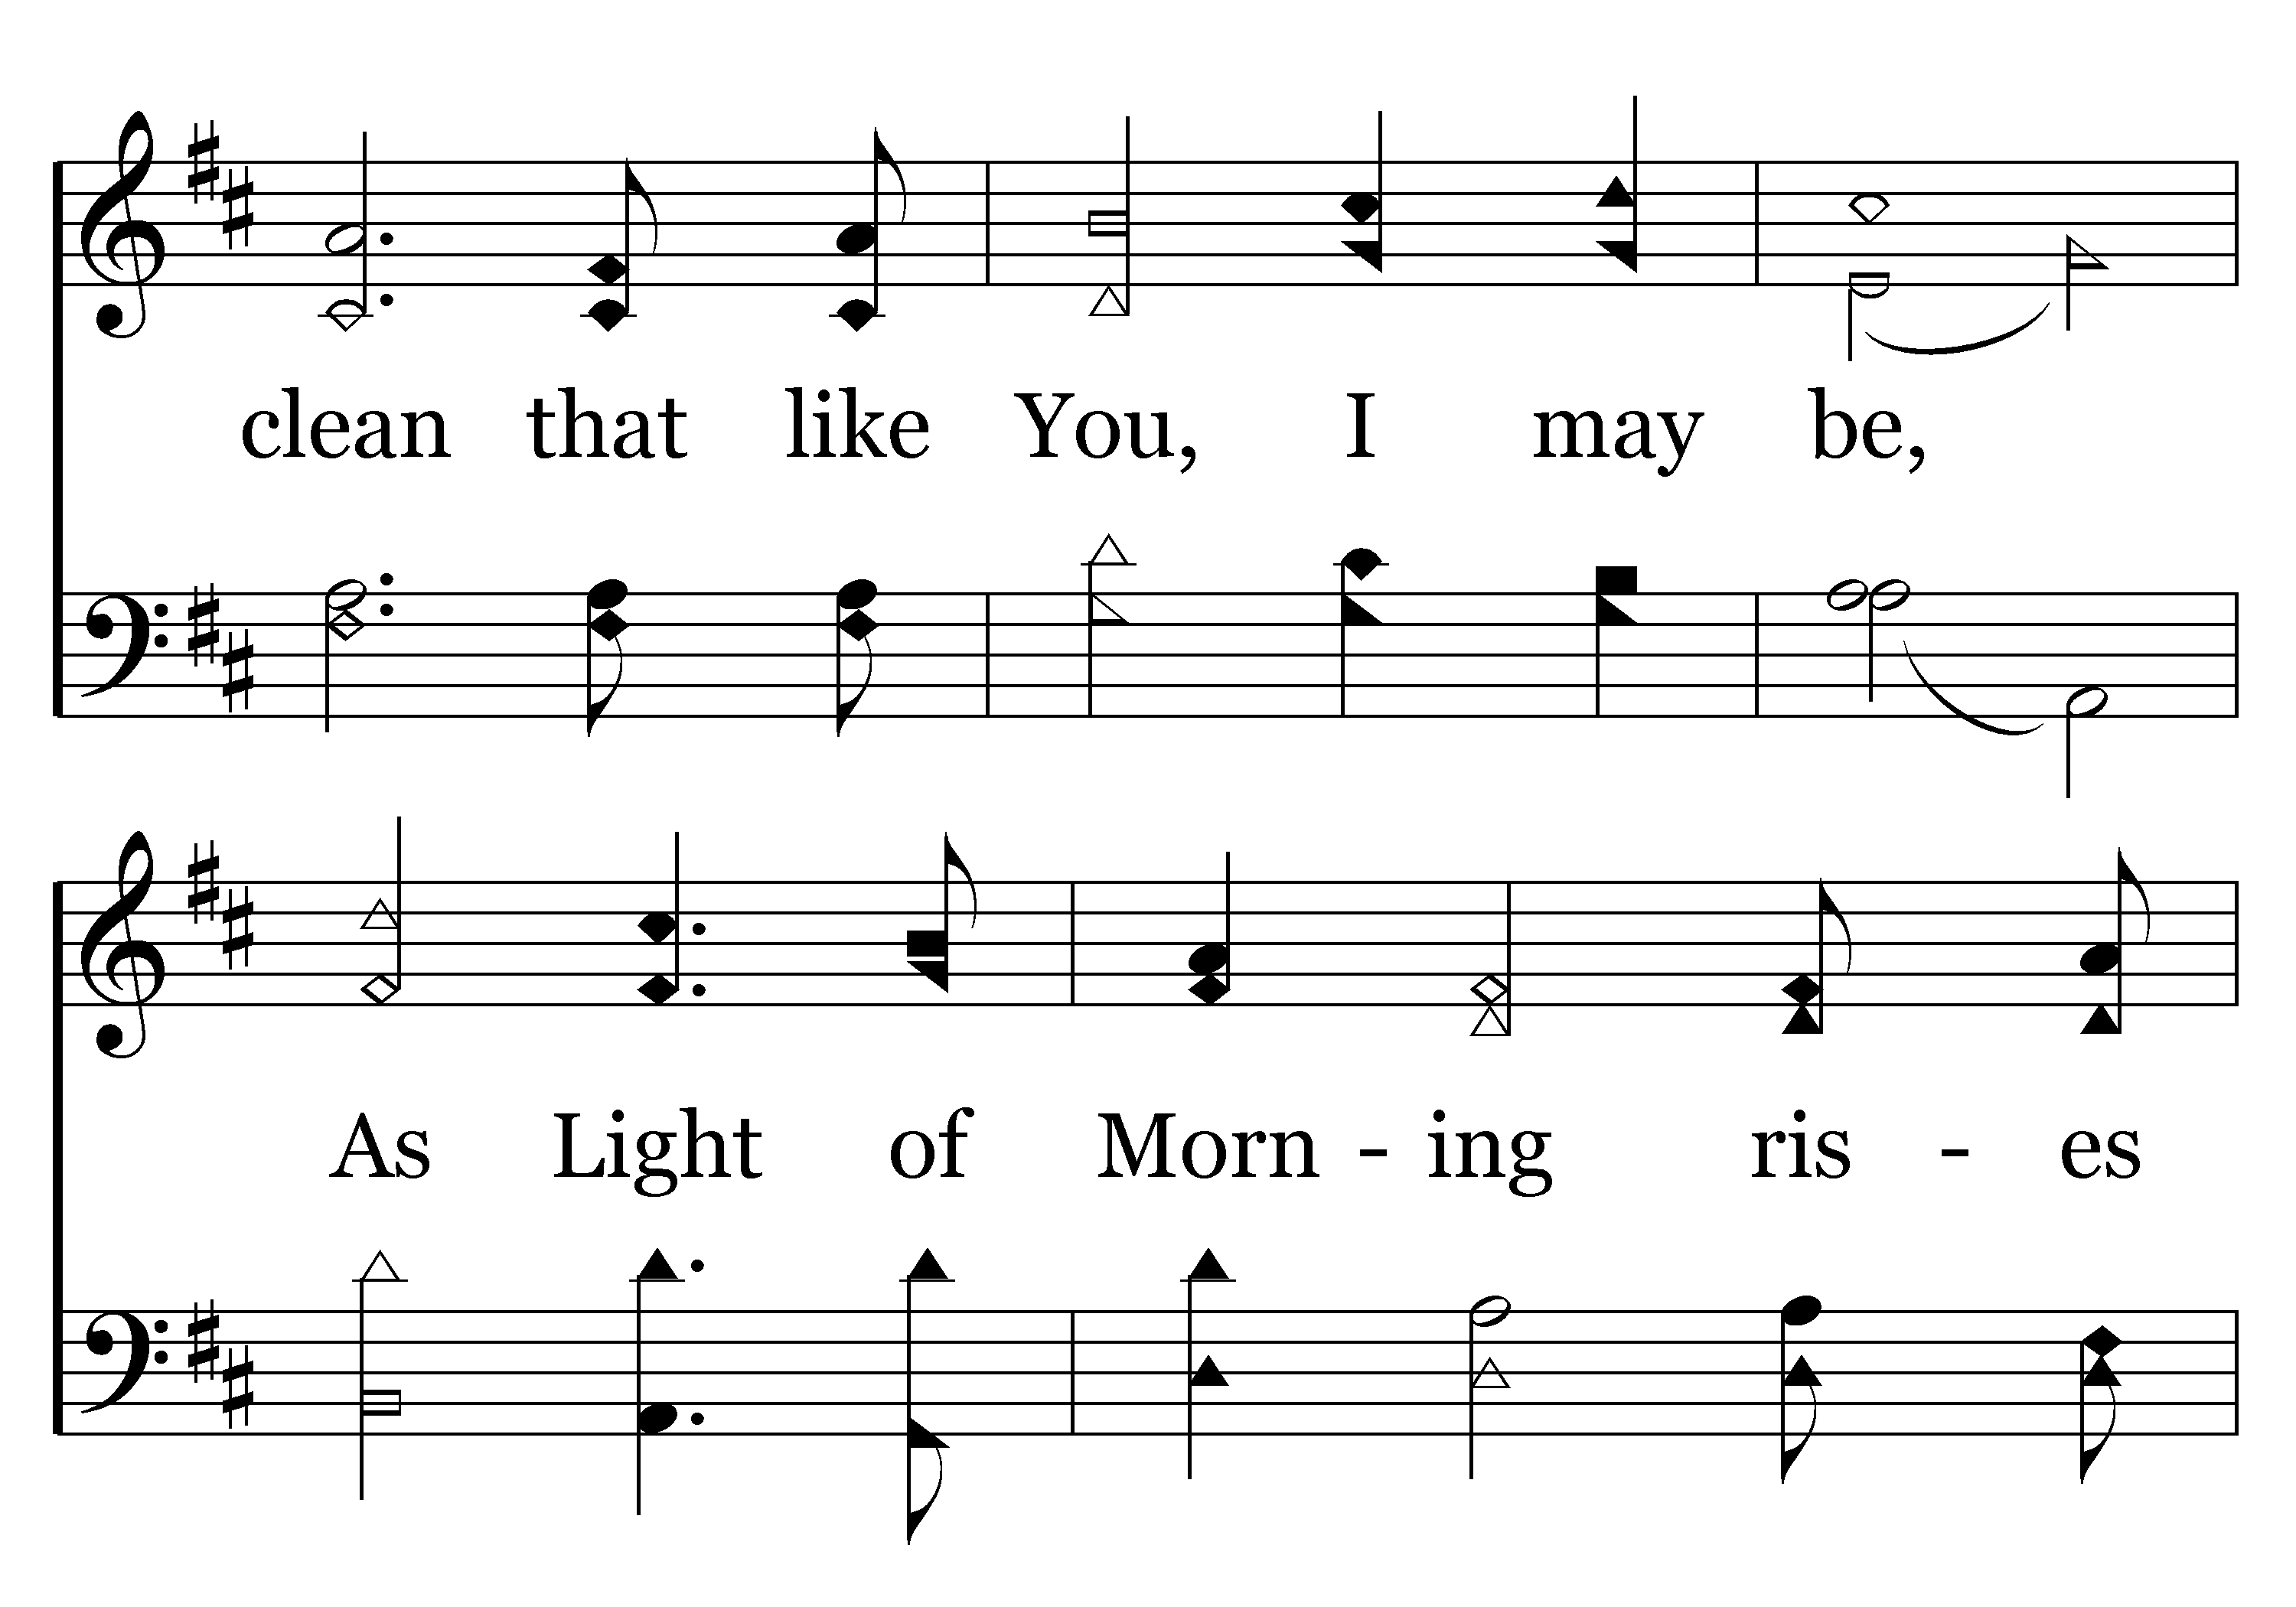 clean that like You, I may be,
As Light of Morn - ing ris - es